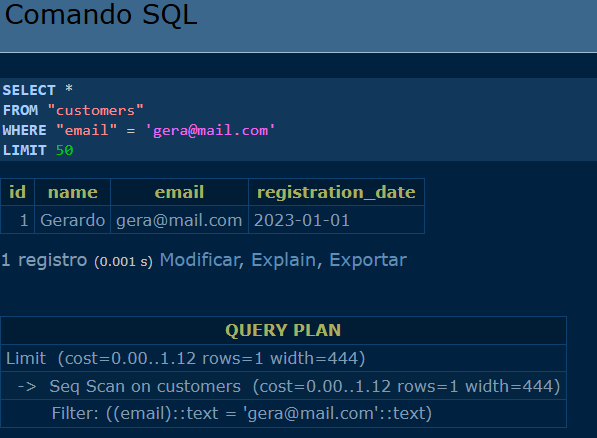 Comando SQL
SELECT *
FROM "customers"
WHERE "email" = 'gera@mail.com'
LIMIT 50
id name email registration_date
1 Gerardo gera@mail.com 2023-01-01
1 registro (0.001 s) Modificar, Explain, Exportar
QUERY PLAN
Limit (cost=0.00..1.12 rows=1 width=444)
-> Seq Scan on customers (cost=0.00..1.12 rows=1 width=444)
Filter: ((email)::text = 'gera@mail.com'::text)